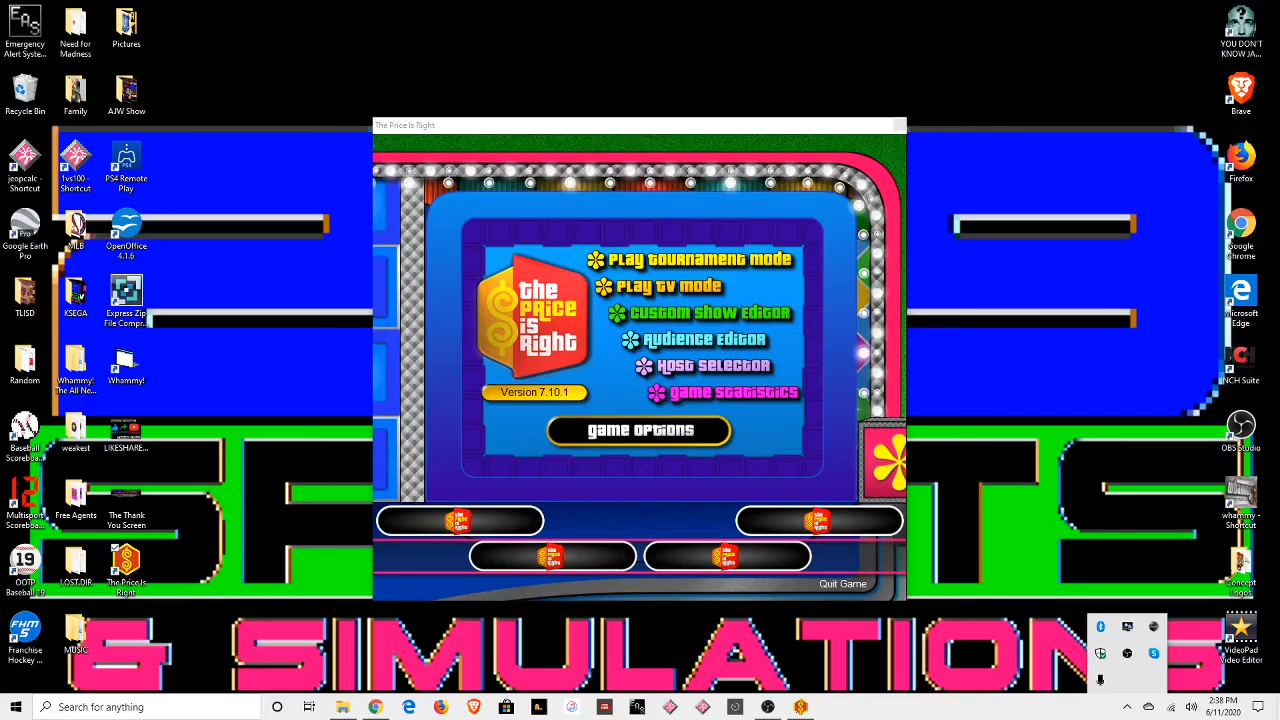 Emergency
Alert Syste...
Need for
Madness
Pictures
Recycle Bin
Family
AJW Show
jeopcalc -
Shortcut
1vs100 -
Shortcut
PS4 Remote
Play
Google Earth
Pro
MLB
OpenOffice
4.1.6
TLISD
KSEGA
Express Zip
File Compr...
Random
Whammy!
The All Ne...
Whammy!
Baseball
Scoreboa...
weakest
LIKESHARE...
Multisport
Scoreboa...
Free Agents
The Thank
You Screen
OOTP
Baseball 19
LOST.DIR
The Price Is
Right
Franchise
Hockey ...
MUSIC
The Price Is Right
the
PRICE
is
Right
Version 7.10.1
Play tournament mode
Play TV mode
Custom Show Editor
Audience Editor
Host Selector
game statistics
game options
Quit Game
& SIMULATIONS
YOU DON'T
KNOW JA...
Brave
Firefox
Google
Chrome
Microsoft
Edge
NCH Suite
OBS Studio
whammy -
Shortcut
Concept
Logos
VideoPad
Video Editor
Search for anything
2:38 PM
6/11/2020